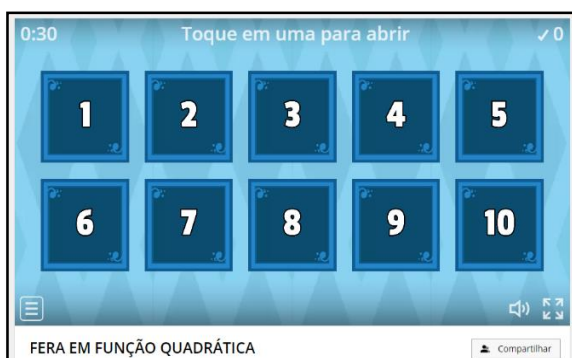 0:30 Toque em uma para abrir ✓0
1 2 3 4 5
6 7 8 9 10
FERA EM FUNÇÃO QUADRÁTICA Compartilhar